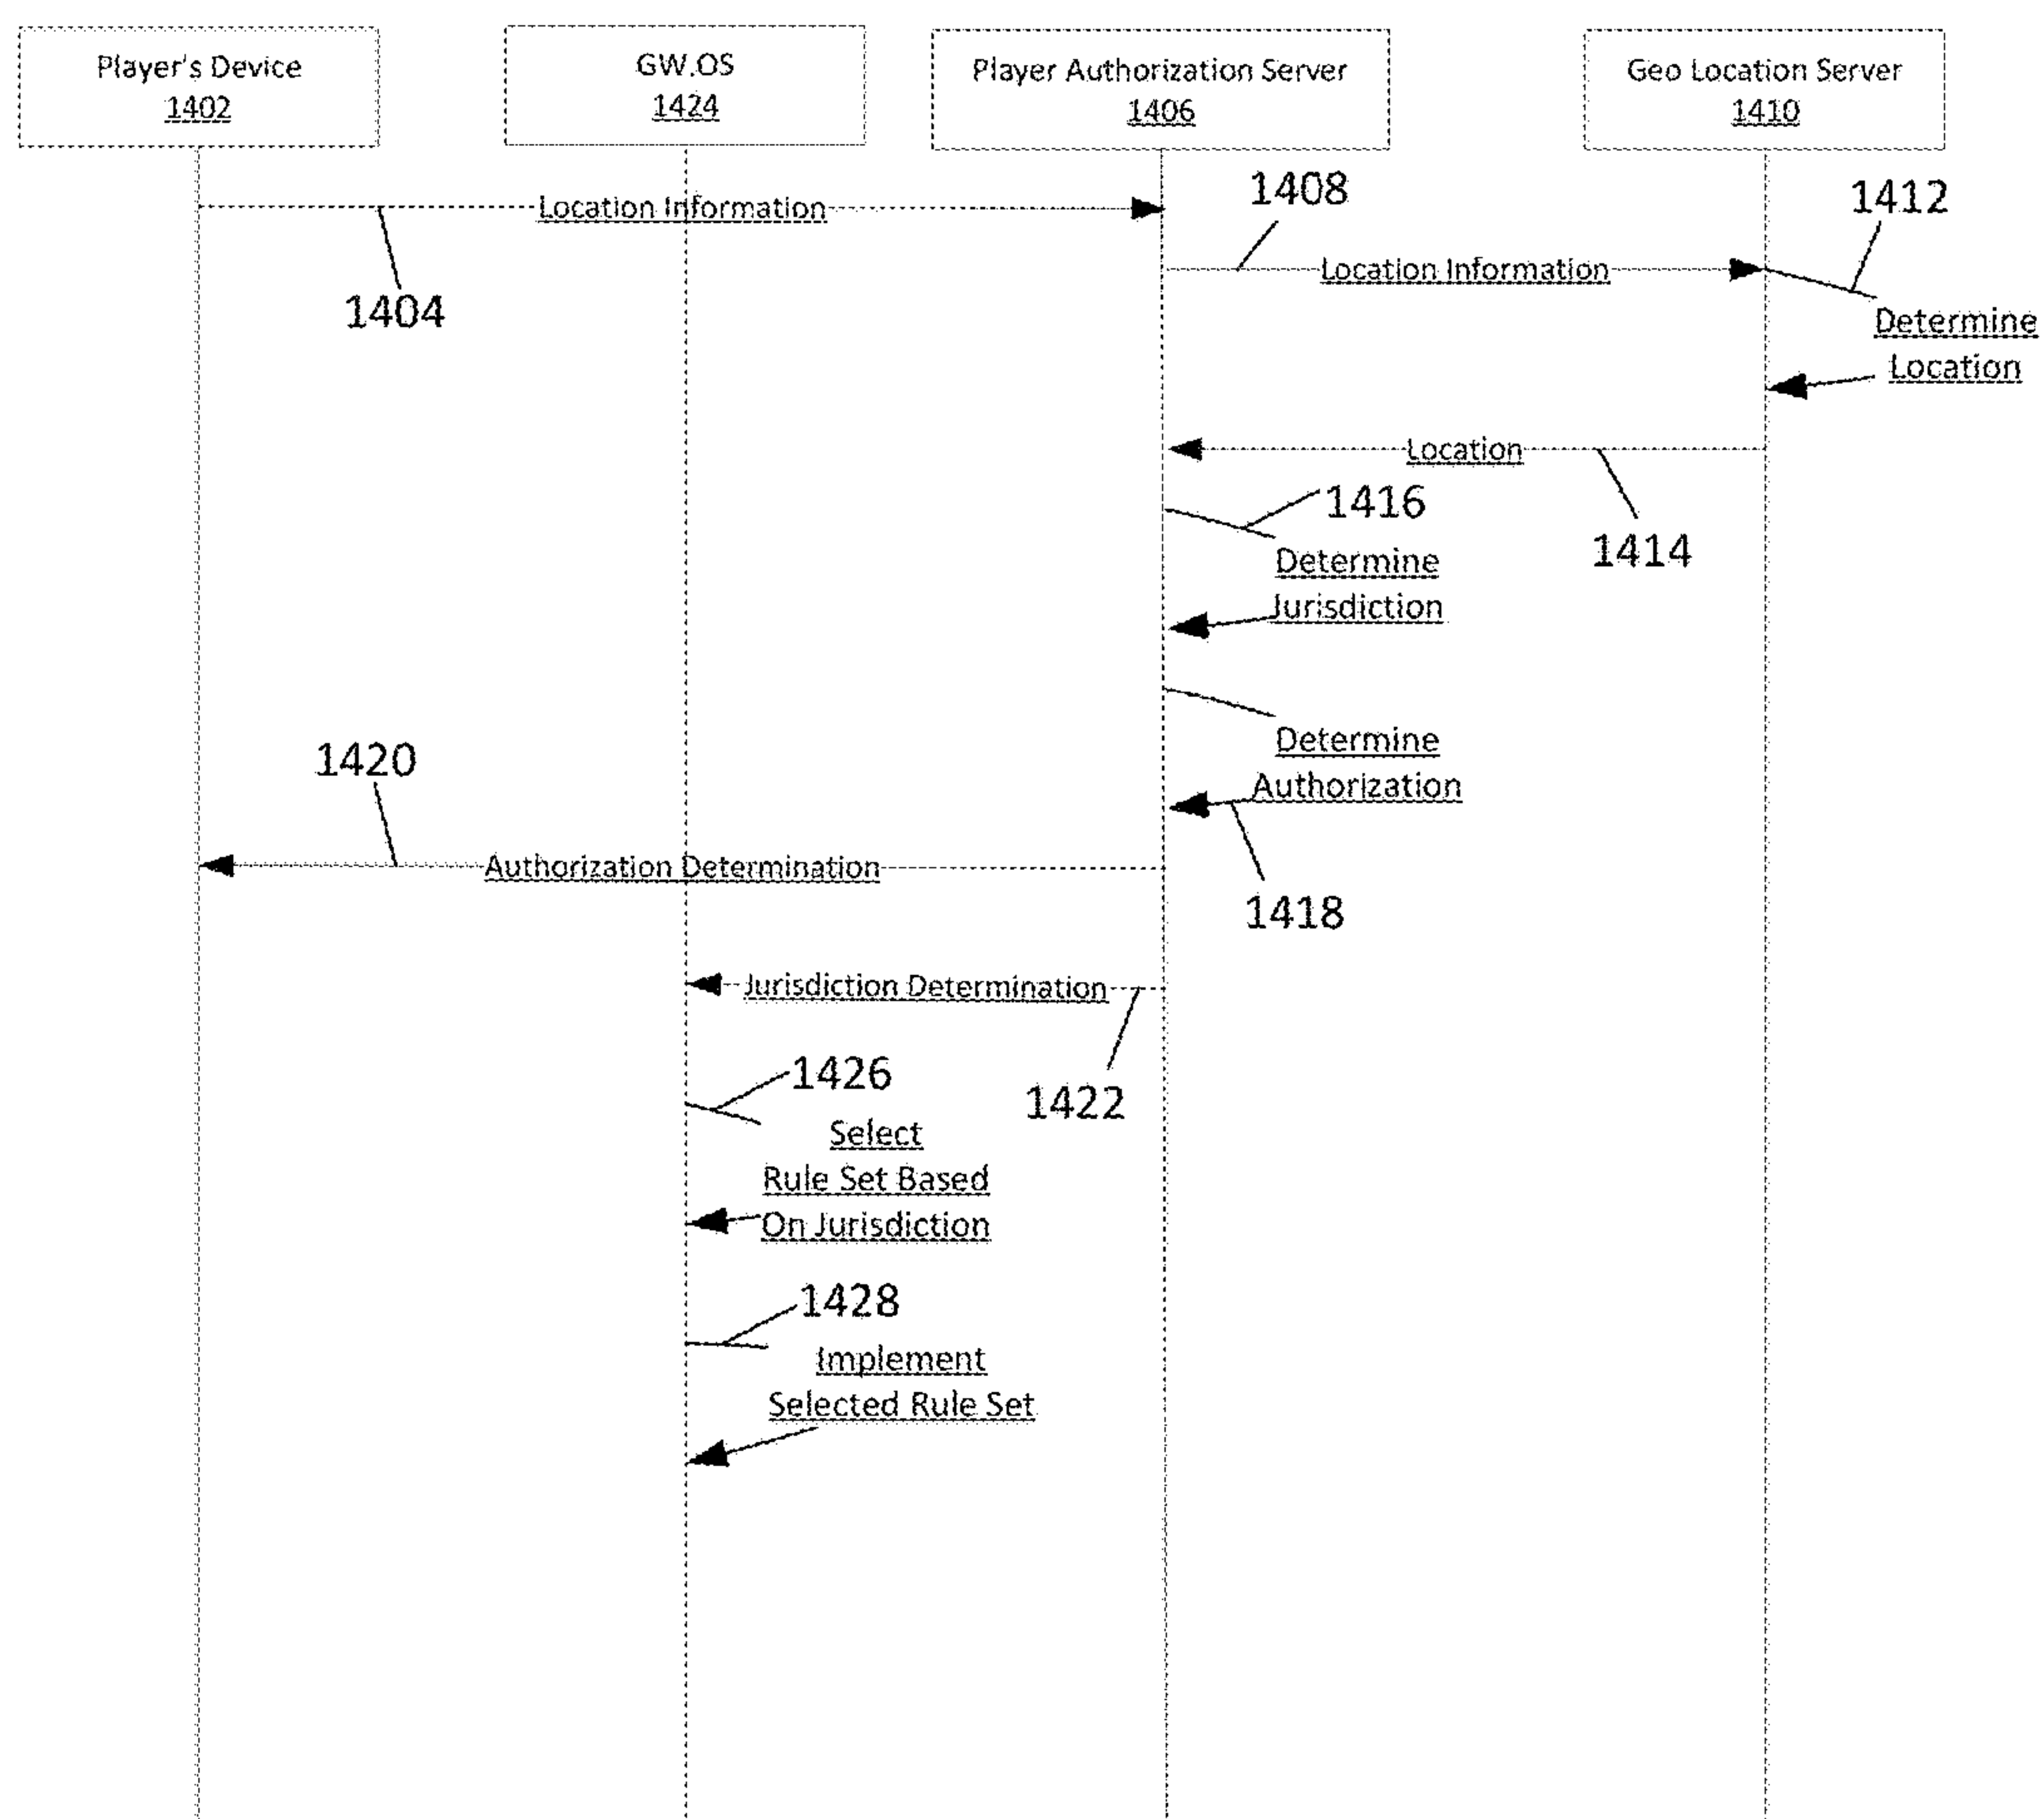 Player's Device
1402
GW.OS
1424
Player Authorization Server
1406
Geo Location Server
1410
Location Information
1404
1408
Location Information
1412
Determine
Location
Location
1414
1416
Determine
Jurisdiction
Determine
Authorization
1418
1420
Authorization Determination
Jurisdiction Determination
1422
1426
Select
Rule Set Based
On Jurisdiction
1428
Implement
Selected Rule Set